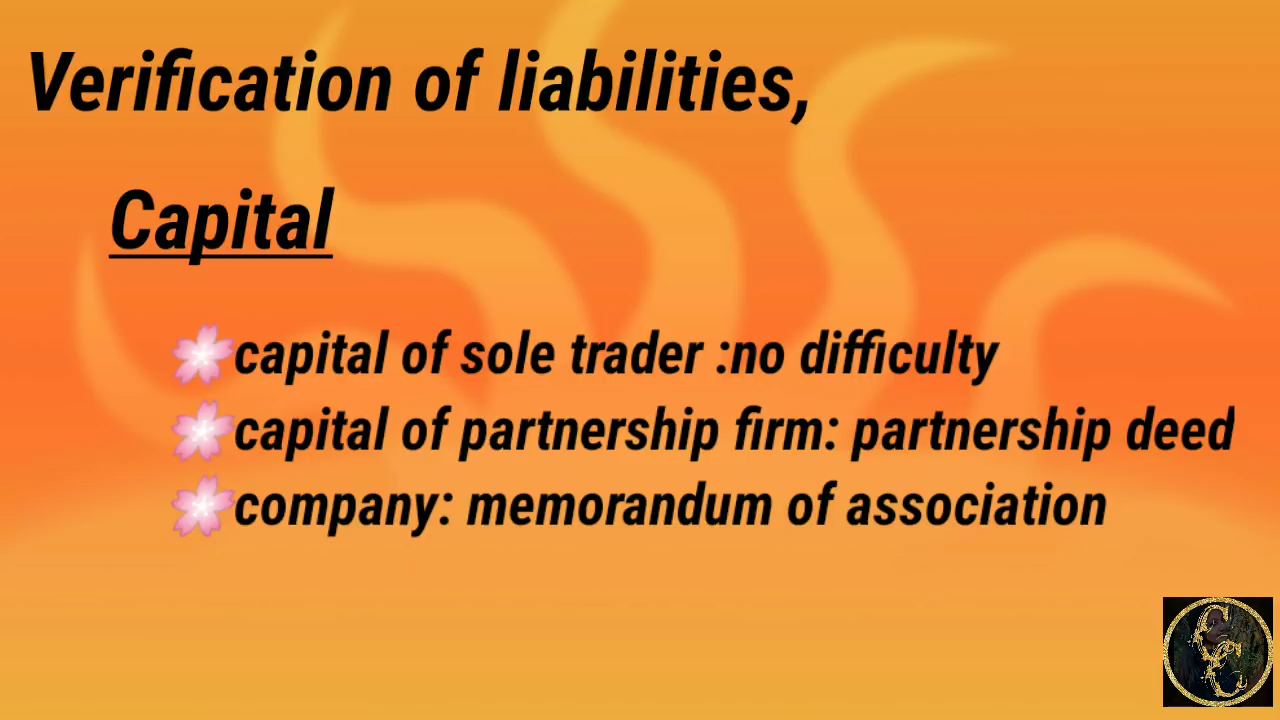 Verification of liabilities,
Capital
🌸capital of sole trader :no difficulty
🌸capital of partnership firm: partnership deed
🌸company: memorandum of association